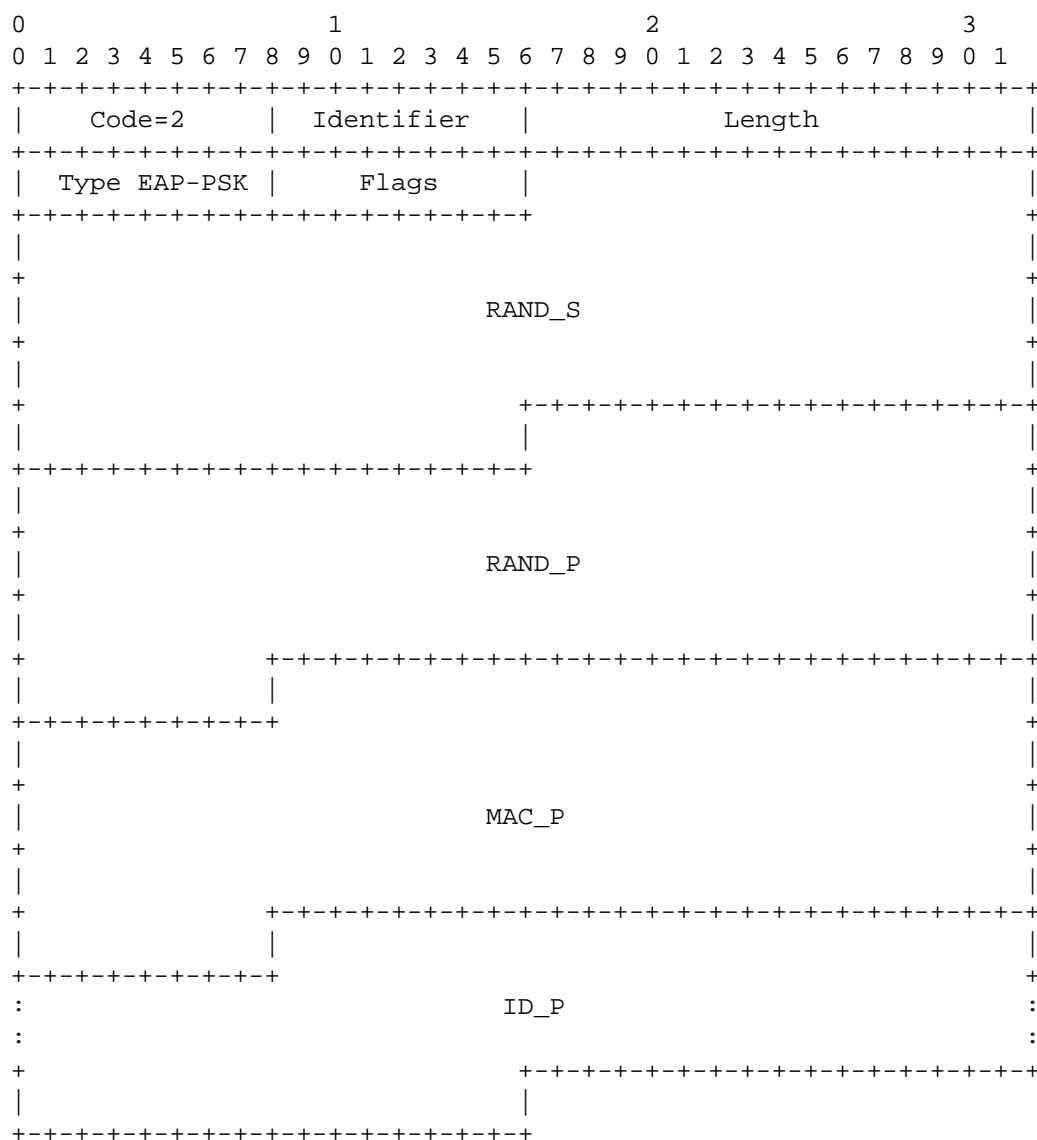 0                   1                   2                   3
0 1 2 3 4 5 6 7 8 9 0 1 2 3 4 5 6 7 8 9 0 1 2 3 4 5 6 7 8 9 0 1
+-+-+-+-+-+-+-+-+-+-+-+-+-+-+-+-+-+-+-+-+-+-+-+-+-+-+-+-+-+-+-+-+
|    Code=2     |  Identifier   |            Length             |
+-+-+-+-+-+-+-+-+-+-+-+-+-+-+-+-+-+-+-+-+-+-+-+-+-+-+-+-+-+-+-+-+
|  Type EAP-PSK |     Flags     |                               |
+-+-+-+-+-+-+-+-+-+-+-+-+-+-+-+-+                               +
|                                                               |
+                                                               +
|                             RAND_S                            |
+                                                               +
|                                                               |
+                               +-+-+-+-+-+-+-+-+-+-+-+-+-+-+-+-+
|                               |                               |
+-+-+-+-+-+-+-+-+-+-+-+-+-+-+-+-+                               +
|                                                               |
+                                                               +
|                             RAND_P                            |
+                                                               +
|                                                               |
+               +-+-+-+-+-+-+-+-+-+-+-+-+-+-+-+-+-+-+-+-+-+-+-+-+
|               |                                               |
+-+-+-+-+-+-+-+-+                                               +
|                                                               |
+                                                               +
|                             MAC_P                             |
+                                                               +
|                                                               |
+               +-+-+-+-+-+-+-+-+-+-+-+-+-+-+-+-+-+-+-+-+-+-+-+-+
|               |                                               |
+-+-+-+-+-+-+-+-+                                               +
:                              ID_P                             :
:                                                               :
+                               +-+-+-+-+-+-+-+-+-+-+-+-+-+-+-+-+
|                               |
+-+-+-+-+-+-+-+-+-+-+-+-+-+-+-+-+